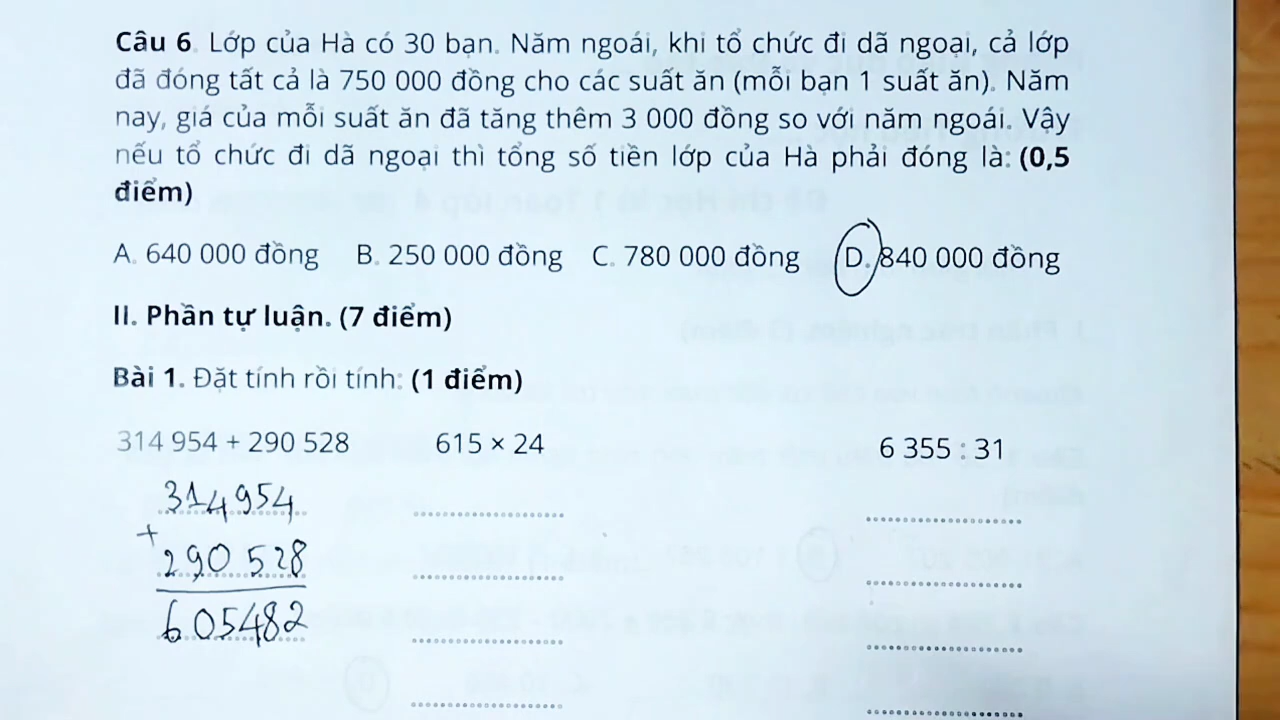 Câu 6. Lớp của Hà có 30 bạn. Năm ngoái, khi tổ chức đi dã ngoại, cả lớp
đã đóng tất cả là 750 000 đồng cho các suất ăn (mỗi bạn 1 suất ăn). Năm
nay, giá của mỗi suất ăn đã tăng thêm 3 000 đồng so với năm ngoái. Vậy
nếu tổ chức đi dã ngoại thì tổng số tiền lớp của Hà phải đóng là: (0,5
điểm)
A. 640 000 đồng B. 250 000 đồng C. 780 000 đồng D. 840 000 đồng
II. Phần tự luận. (7 điểm)
Bài 1. Đặt tính rồi tính: (1 điểm)
314 954 + 290 528 615 × 24 6 355 : 31
314954
+
290 528
605482